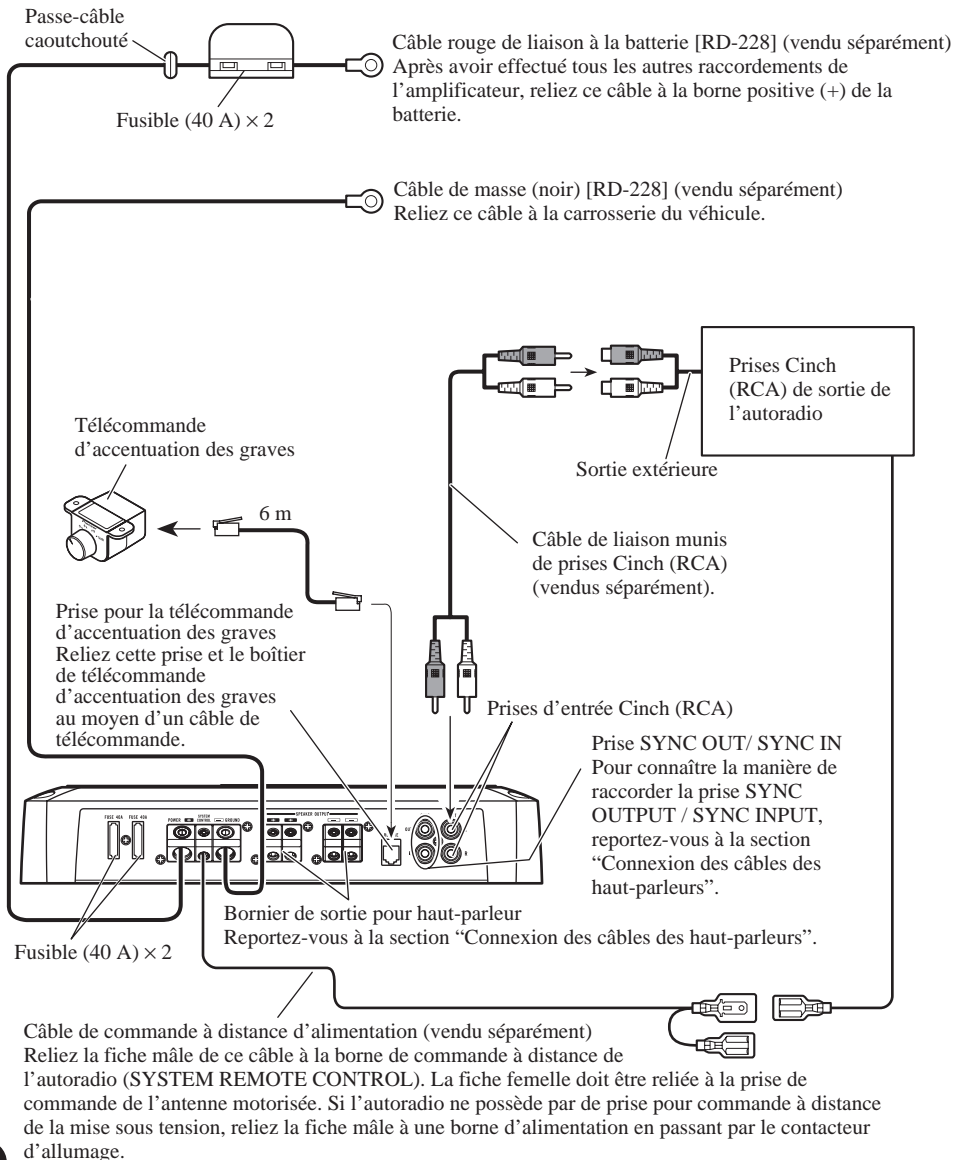 Passe-câble
caoutchouté
Câble rouge de liaison à la batterie [RD-228] (vendu séparément)
Après avoir effectué tous les autres raccordements de
l’amplificateur, reliez ce câble à la borne positive (+) de la
batterie.
Fusible (40 A) × 2
Câble de masse (noir) [RD-228] (vendu séparément)
Reliez ce câble à la carrosserie du véhicule.
Prises Cinch
(RCA) de sortie de
l’autoradio
Sortie extérieure
Télécommande
d’accentuation des graves
6 m
Câble de liaison munis
de prises Cinch (RCA)
(vendus séparément).
Prise pour la télécommande
d’accentuation des graves
Reliez cette prise et le boîtier
de télécommande
d’accentuation des graves
au moyen d’un câble de
télécommande.
Prises d’entrée Cinch (RCA)
Prise SYNC OUT/ SYNC IN
Pour connaître la manière de
raccorder la prise SYNC
OUTPUT / SYNC INPUT,
reportez-vous à la section
“Connexion des câbles des
haut-parleurs”.
FUSE 40A FUSE 40A
POWER
SYSTEM
CONTROL
GROUND
SPEAKER OUTPUT
L
R
Bornier de sortie pour haut-parleur
Reportez-vous à la section “Connexion des câbles des haut-parleurs”.
Fusible (40 A) × 2
Câble de commande à distance d’alimentation (vendu séparément)
Reliez la fiche mâle de ce câble à la borne de commande à distance de
l’autoradio (SYSTEM REMOTE CONTROL). La fiche femelle doit être reliée à la prise de
commande de l’antenne motorisée. Si l’autoradio ne possède par de prise pour commande à distance
de la mise sous tension, reliez la fiche mâle à une borne d’alimentation en passant par le contacteur
d’allumage.